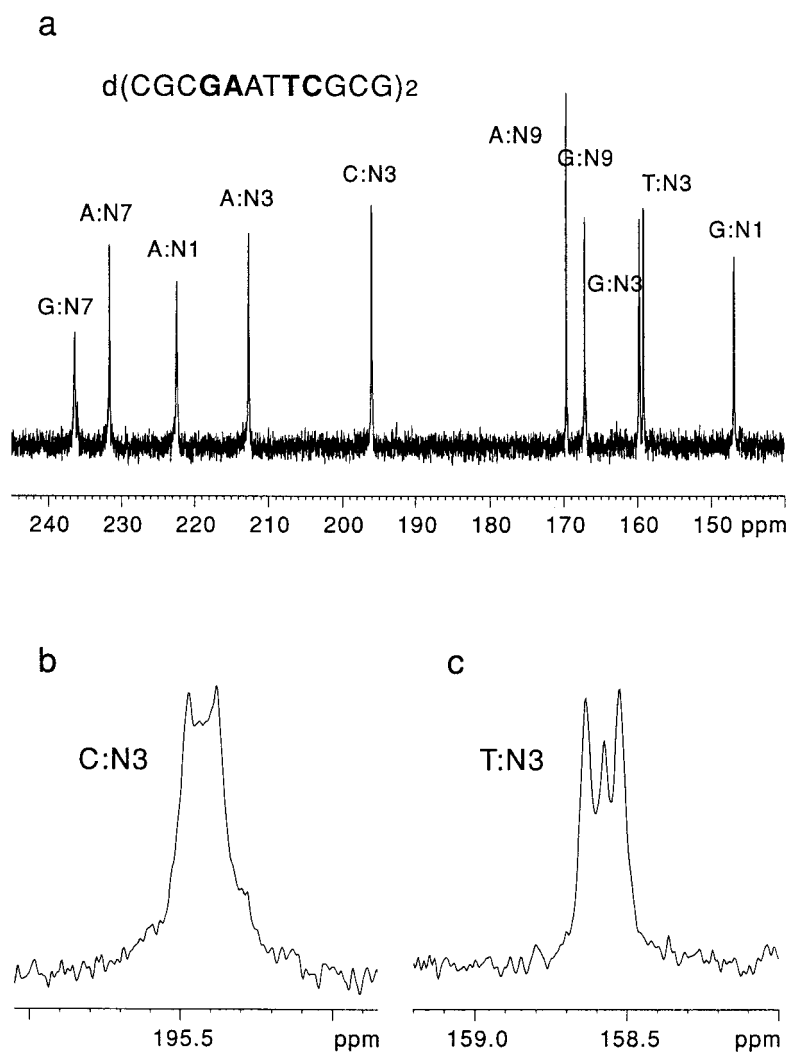 a
d(CGCGAATTCGCG)2
A:N9
G:N9
C:N3
T:N3
A:N3
A:N7
G:N1
A:N1
G:N3
G:N7
240 230 220 210 200 190 180 170 160 150 ppm
b
c
C:N3
T:N3
195.5 ppm
159.0 158.5 ppm